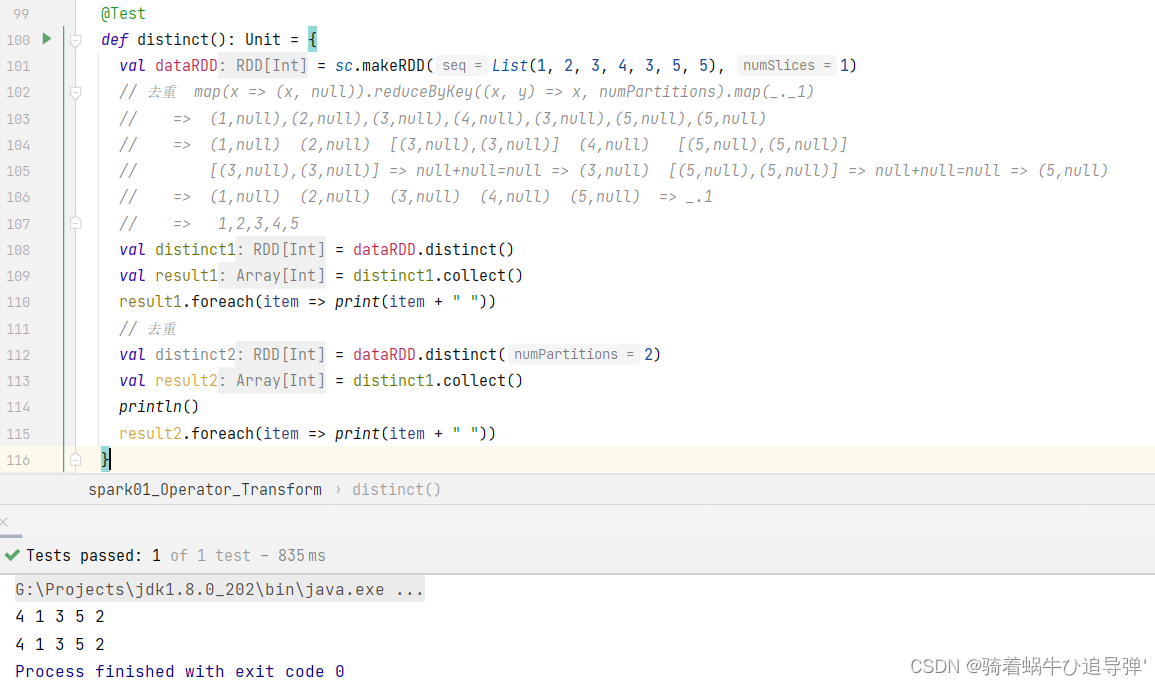 99 @Test
100 def distinct(): Unit = {
101 val dataRDD: RDD[Int] = sc.makeRDD( seq = List(1, 2, 3, 4, 3, 5, 5), numSlices = 1)
102 // 去重 map(x => (x, null)).reduceByKey((x, y) => x, numPartitions).map(_._1)
103 // => (1,null),(2,null),(3,null),(4,null),(3,null),(5,null),(5,null)
104 // => (1,null) (2,null) [(3,null),(3,null)] (4,null) [(5,null),(5,null)]
105 // [(3,null),(3,null)] => null+null=null => (3,null) [(5,null),(5,null)] => null+null=null => (5,null)
106 // => (1,null) (2,null) (3,null) (4,null) (5,null) => _.1
107 // => 1,2,3,4,5
108 val distinct1: RDD[Int] = dataRDD.distinct()
109 val result1: Array[Int] = distinct1.collect()
110 result1.foreach(item => print(item + " "))
111 // 去重
112 val distinct2: RDD[Int] = dataRDD.distinct( numPartitions = 2)
113 val result2: Array[Int] = distinct1.collect()
114 println()
115 result2.foreach(item => print(item + " "))
116 }
spark01_Operator_Transform › distinct()
Tests passed: 1 of 1 test – 835 ms
G:\Projects\jdk1.8.0_202\bin\java.exe ...
4 1 3 5 2
4 1 3 5 2
Process finished with exit code 0
CSDN @骑着蜗牛ひ追导弹'